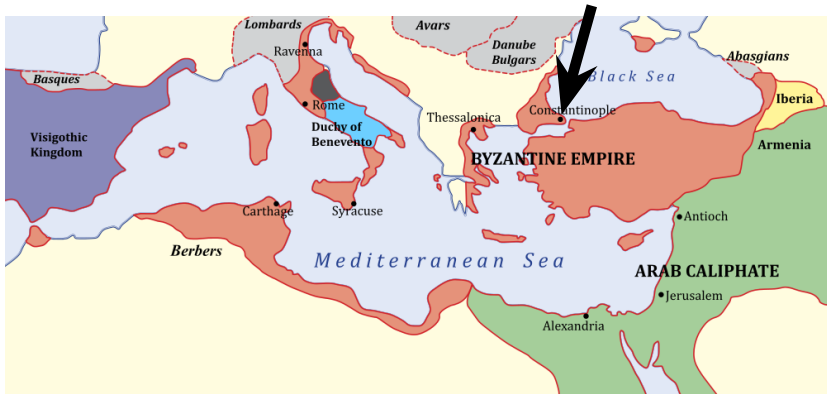 Lombards
Avars
Danube
Bulgars
Ravenna
Abasgians
Basques
Black Sea
Iberia
Rome
Constantinople
Thessalonica
Duchy of
Benevento
Visigothic
Kingdom
Armenia
BYZANTINE EMPIRE
Carthage
Syracuse
Antioch
Berbers
Mediterranean Sea
ARAB CALIPHATE
Jerusalem
Alexandria